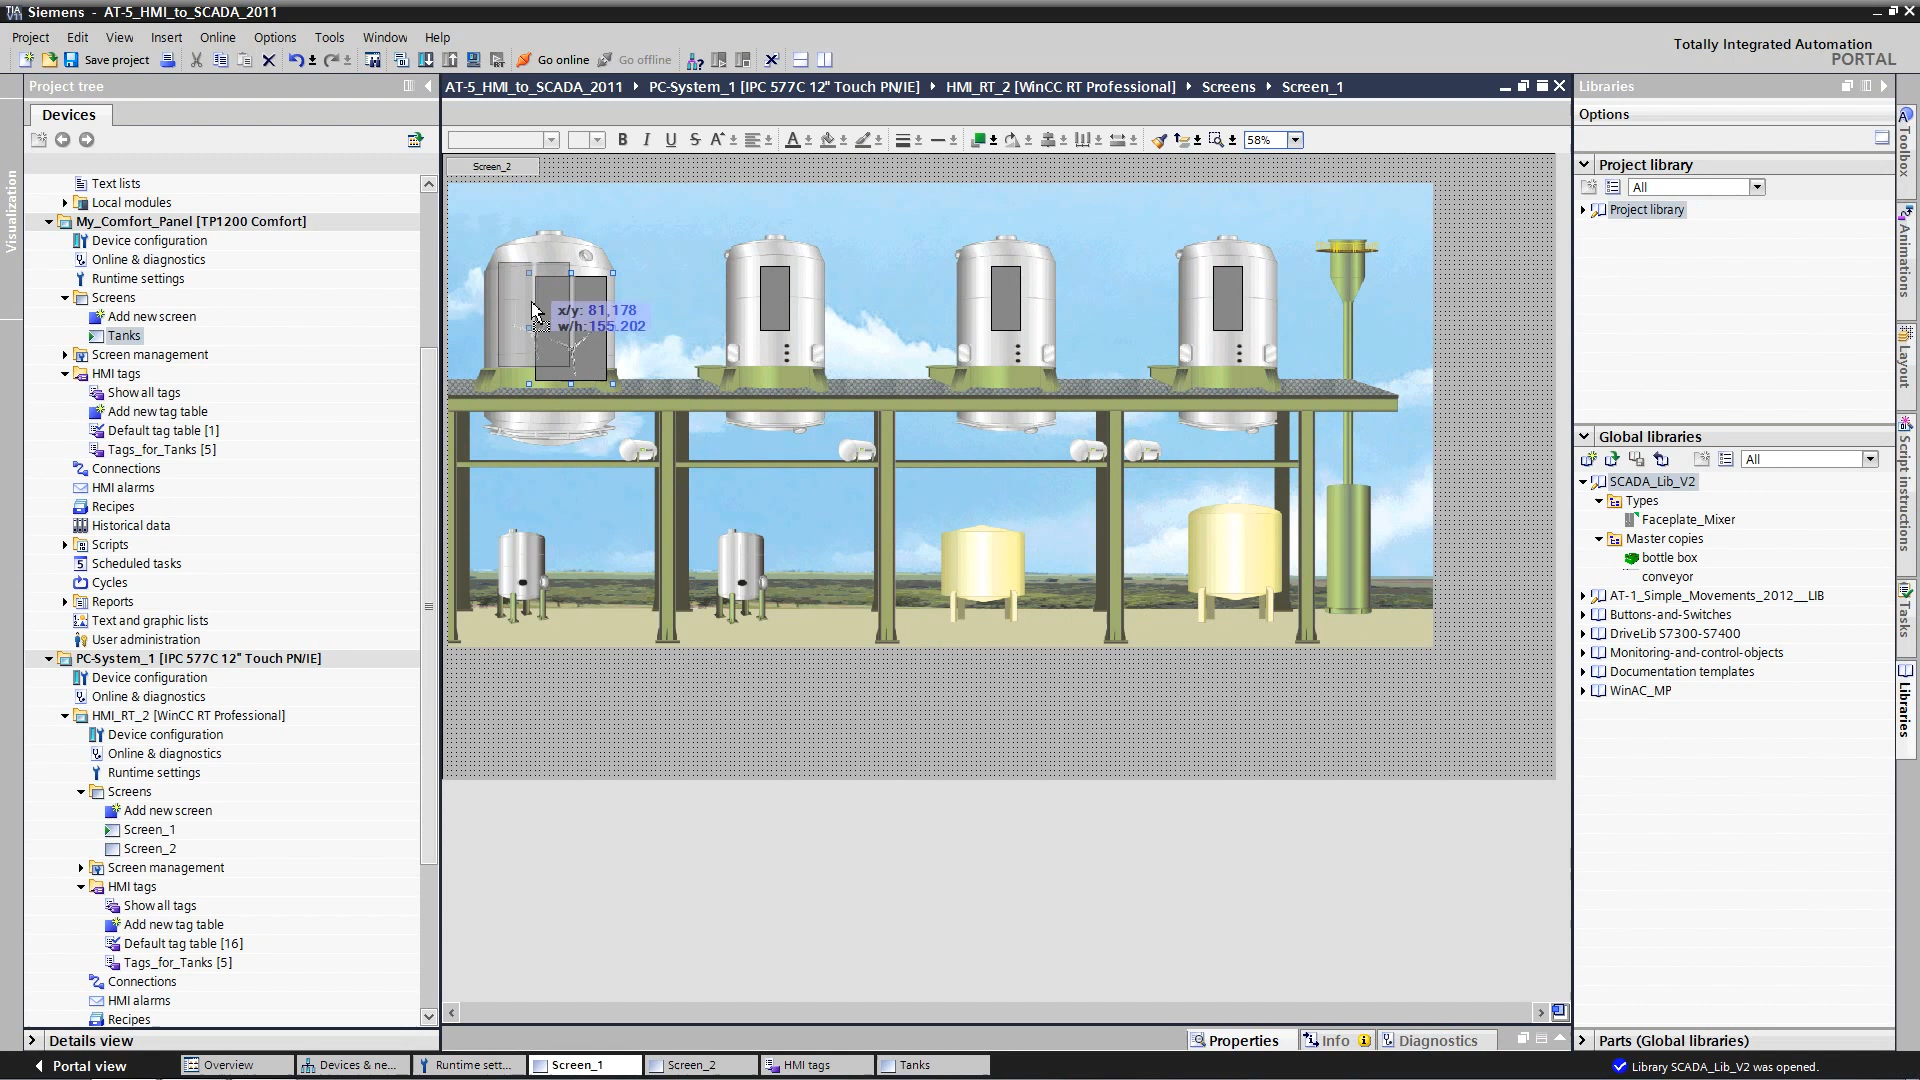 Siemens - AT-5_HMI_to_SCADA_2011
Project Edit View Insert Online Options Tools Window Help
Totally Integrated Automation
PORTAL
Save project Go online Go offline
Project tree
AT-5_HMI_to_SCADA_2011 PC-System_1 [IPC 577C 12" Touch PN/IE] HMI_RT_2 [WinCC RT Professional] Screens Screen_1
Libraries
Devices
Visualization
Text lists
Local modules
My_Comfort_Panel [TP1200 Comfort]
Device configuration
Online & diagnostics
Runtime settings
Screens
Add new screen
Tanks
Screen management
HMI tags
Show all tags
Add new tag table
Default tag table [1]
Tags_for_Tanks [5]
Connections
HMI alarms
Recipes
Historical data
Scripts
Scheduled tasks
Cycles
Reports
Text and graphic lists
User administration
PC-System_1 [IPC 577C 12" Touch PN/IE]
Device configuration
Online & diagnostics
HMI_RT_2 [WinCC RT Professional]
Device configuration
Online & diagnostics
Runtime settings
Screens
Add new screen
Screen_1
Screen_2
Screen management
HMI tags
Show all tags
Add new tag table
Default tag table [16]
Tags_for_Tanks [5]
Connections
HMI alarms
Recipes
Details view
B I U S A A 58%
Screen_2
x/y: 81,178
w/h:155,202
Properties Info Diagnostics
Options
Project library
All
Project library
Global libraries
All
SCADA_Lib_V2
Types
Faceplate_Mixer
Master copies
bottle box
conveyor
AT-1_Simple_Movements_2012__LIB
Buttons-and-Switches
DriveLib S7300-S7400
Monitoring-and-control-objects
Documentation templates
WinAC_MP
Parts (Global libraries)
Toolbox
Animations
Layout
Script instructions
Tasks
Libraries
Portal view Overview Devices & ne... Runtime sett... Screen_1 Screen_2 HMI tags Tanks
Library SCADA_Lib_V2 was opened.